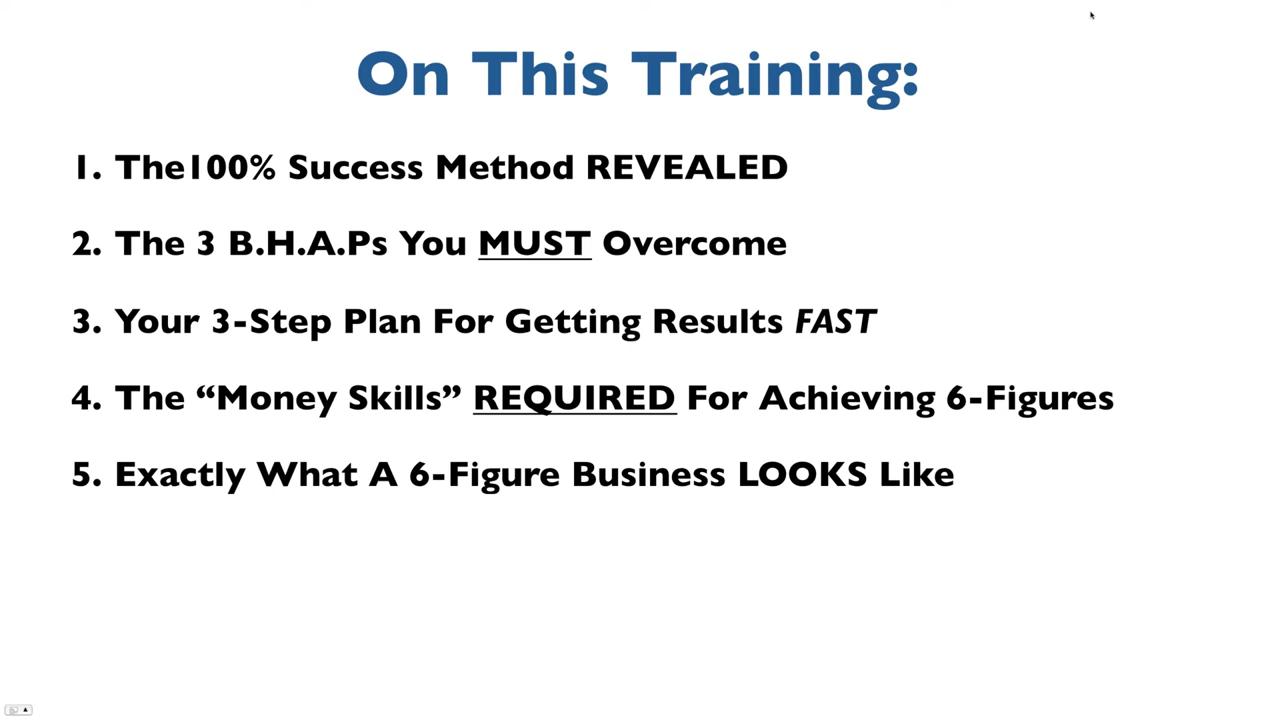 On This Training:
1. The100% Success Method REVEALED
2. The 3 B.H.A.Ps You MUST Overcome
3. Your 3-Step Plan For Getting Results FAST
4. The “Money Skills” REQUIRED For Achieving 6-Figures
5. Exactly What A 6-Figure Business LOOKS Like